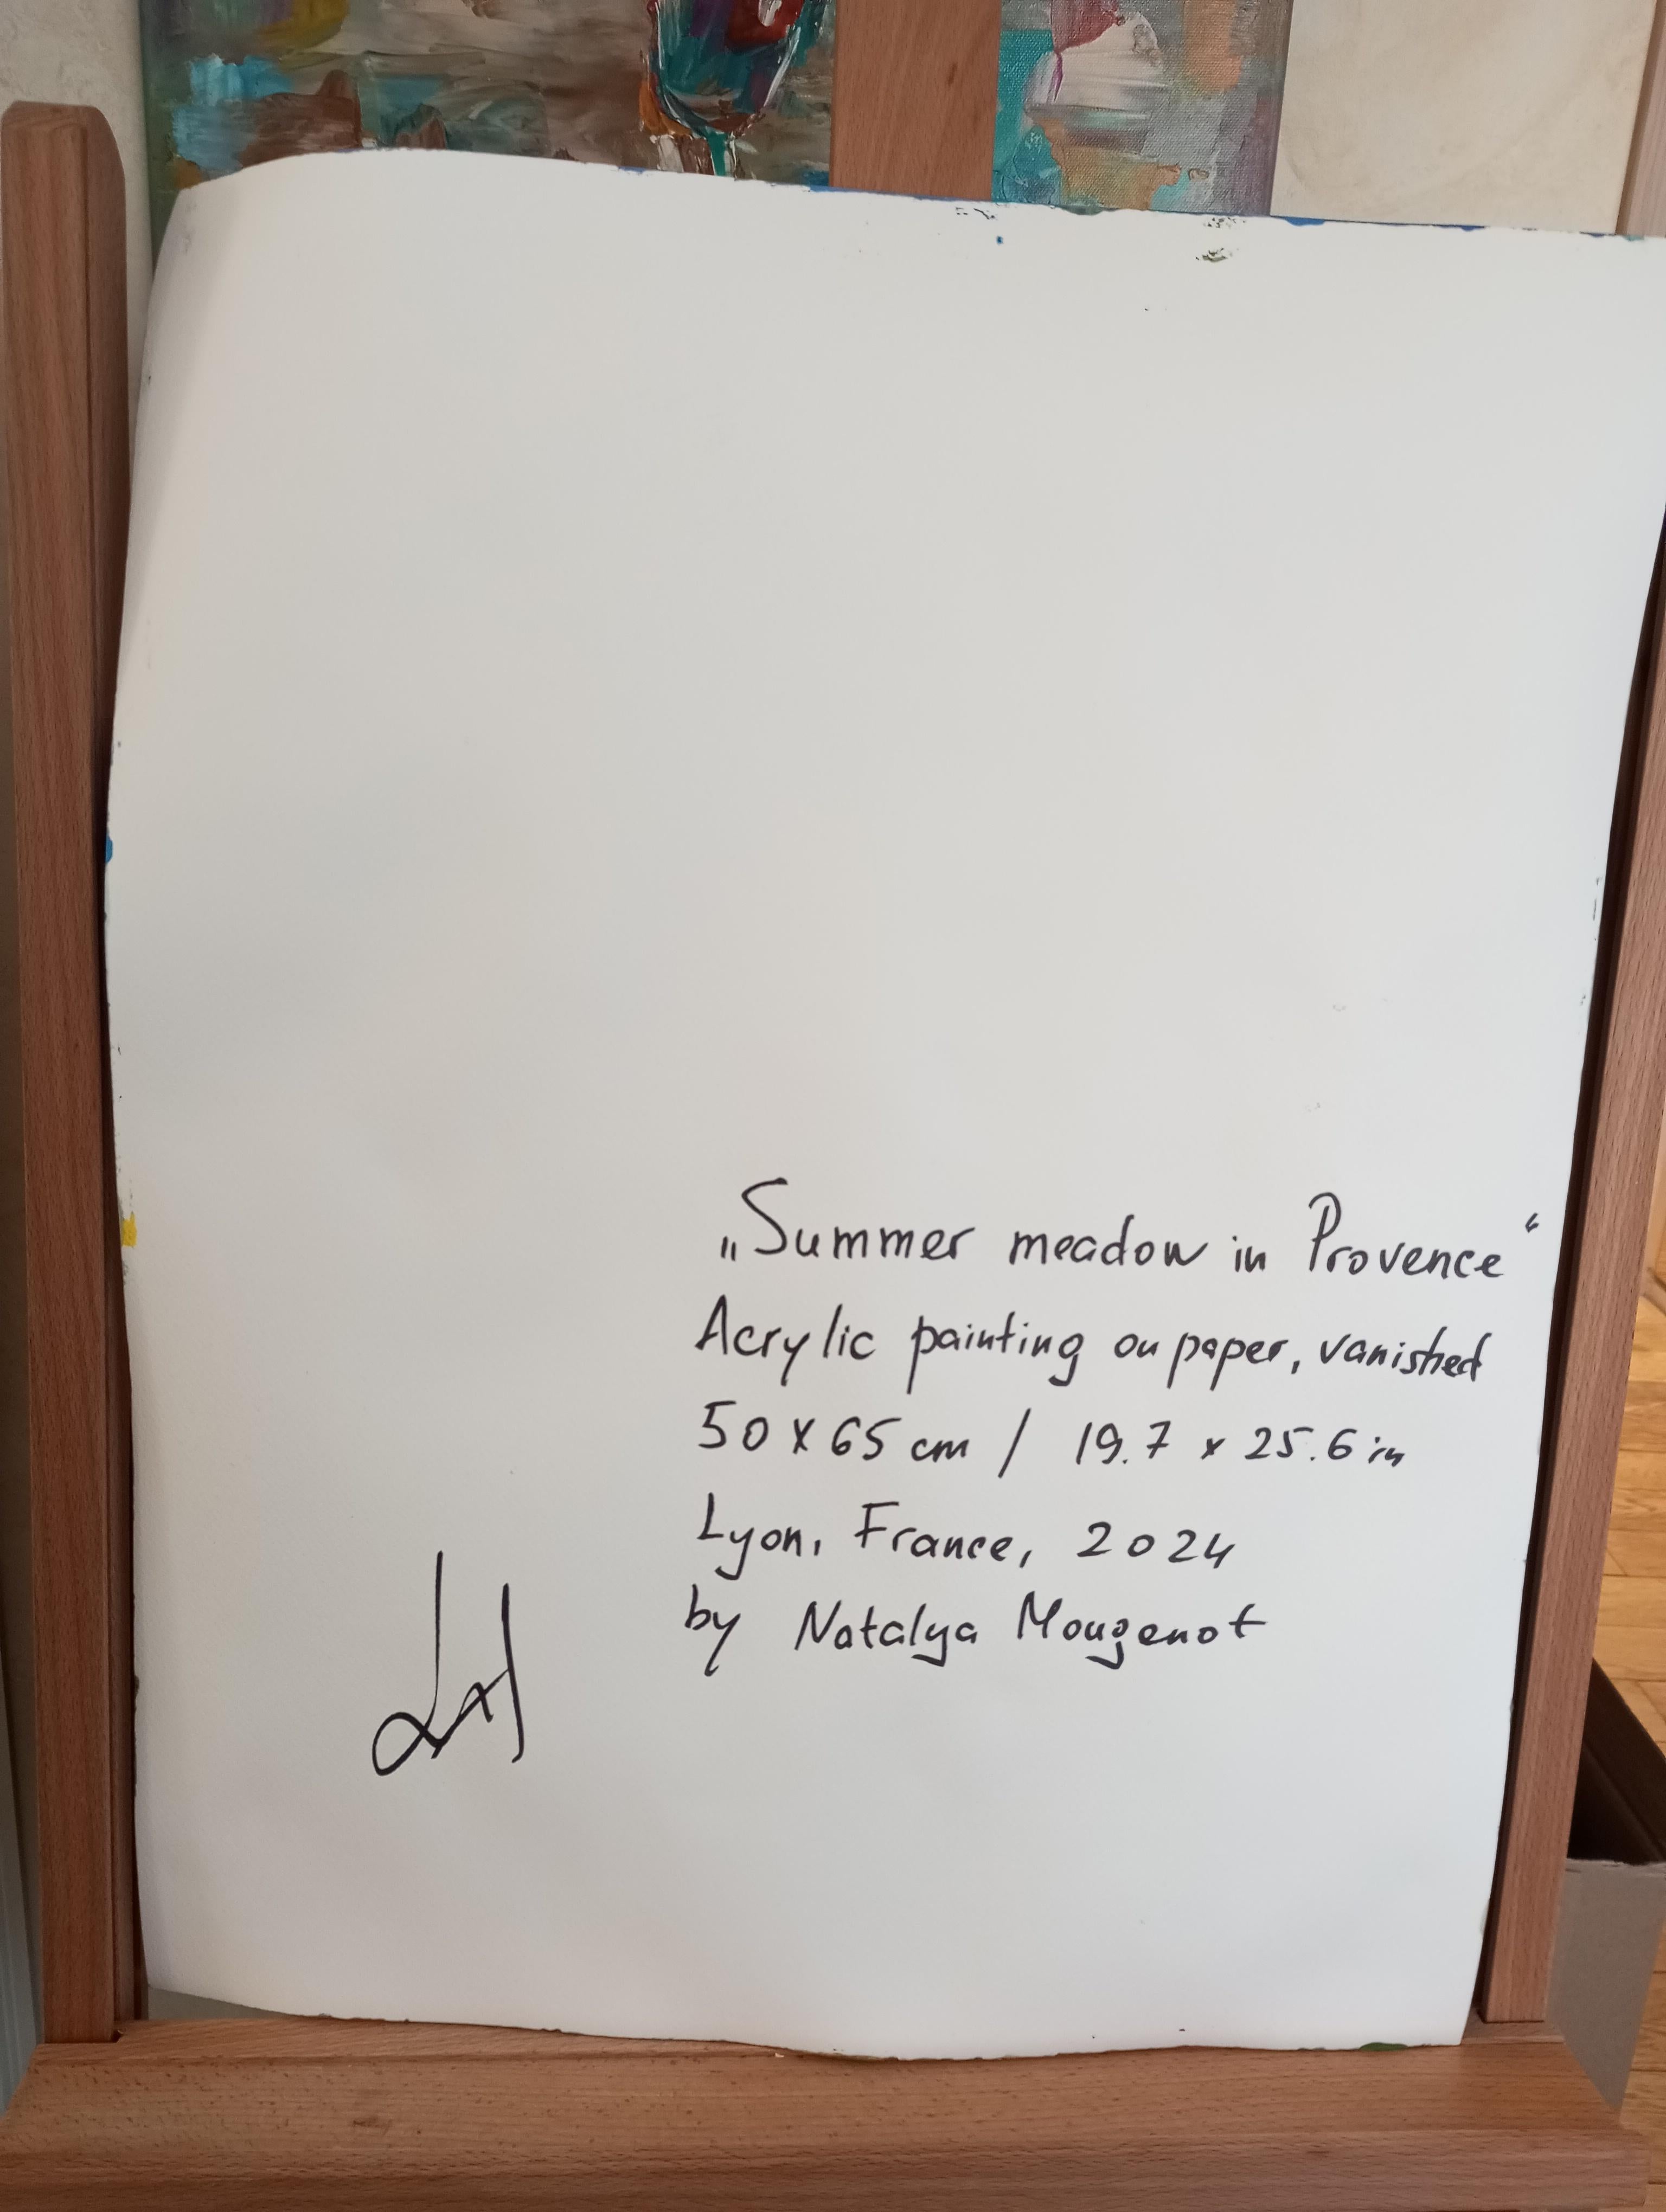 „Summer meadow in Provence“
Acrylic painting on paper, vanished
50 x 65 cm / 19.7 x 25.6 in
Lyon, France, 2024
by Natalya Mougenot